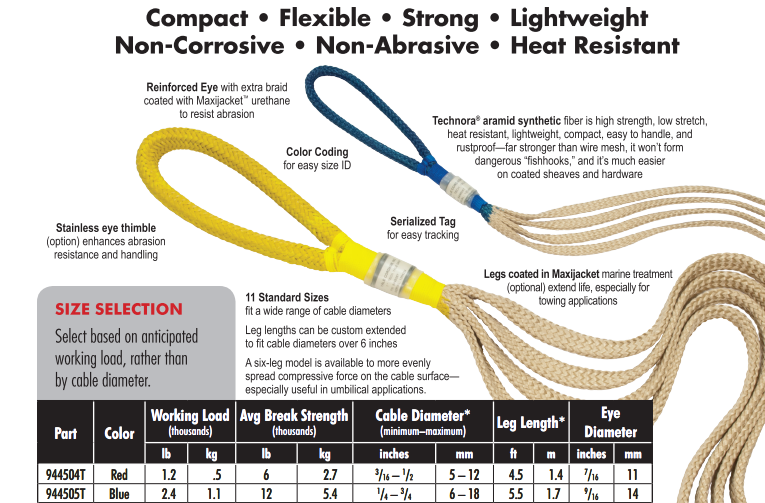 Compact • Flexible • Strong • Lightweight
Non-Corrosive • Non-Abrasive • Heat Resistant
Reinforced Eye with extra braid
coated with Maxijacket™ urethane
to resist abrasion
Color Coding
for easy size ID
Technora® aramid synthetic fiber is high strength, low stretch,
heat resistant, lightweight, compact, easy to handle, and
rustproof—far stronger than wire mesh, it won't form
dangerous "fishhooks," and it's much easier
on coated sheaves and hardware
Stainless eye thimble
(option) enhances abrasion
resistance and handling
Serialized Tag
for easy tracking
Legs coated in Maxijacket marine treatment
(optional) extend life, especially for
towing applications
SIZE SELECTION
Select based on anticipated
working load, rather than
by cable diameter.
11 Standard Sizes
fit a wide range of cable diameters
Leg lengths can be custom extended
to fit cable diameters over 6 inches
A six-leg model is available to more evenly
spread compressive force on the cable surface—
especially useful in umbilical applications.
Part Color Working Load (thousands) Avg Break Strength (thousands) Cable Diameter* (minimum–maximum) Leg Length* Eye Diameter
lb kg lb kg inches mm ft m inches mm
944504T Red 1.2 .5 6 2.7 3/16 – 1/2 5 – 12 4.5 1.4 7/16 11
944505T Blue 2.4 1.1 12 5.4 1/4 – 3/4 6 – 18 5.5 1.7 9/16 14